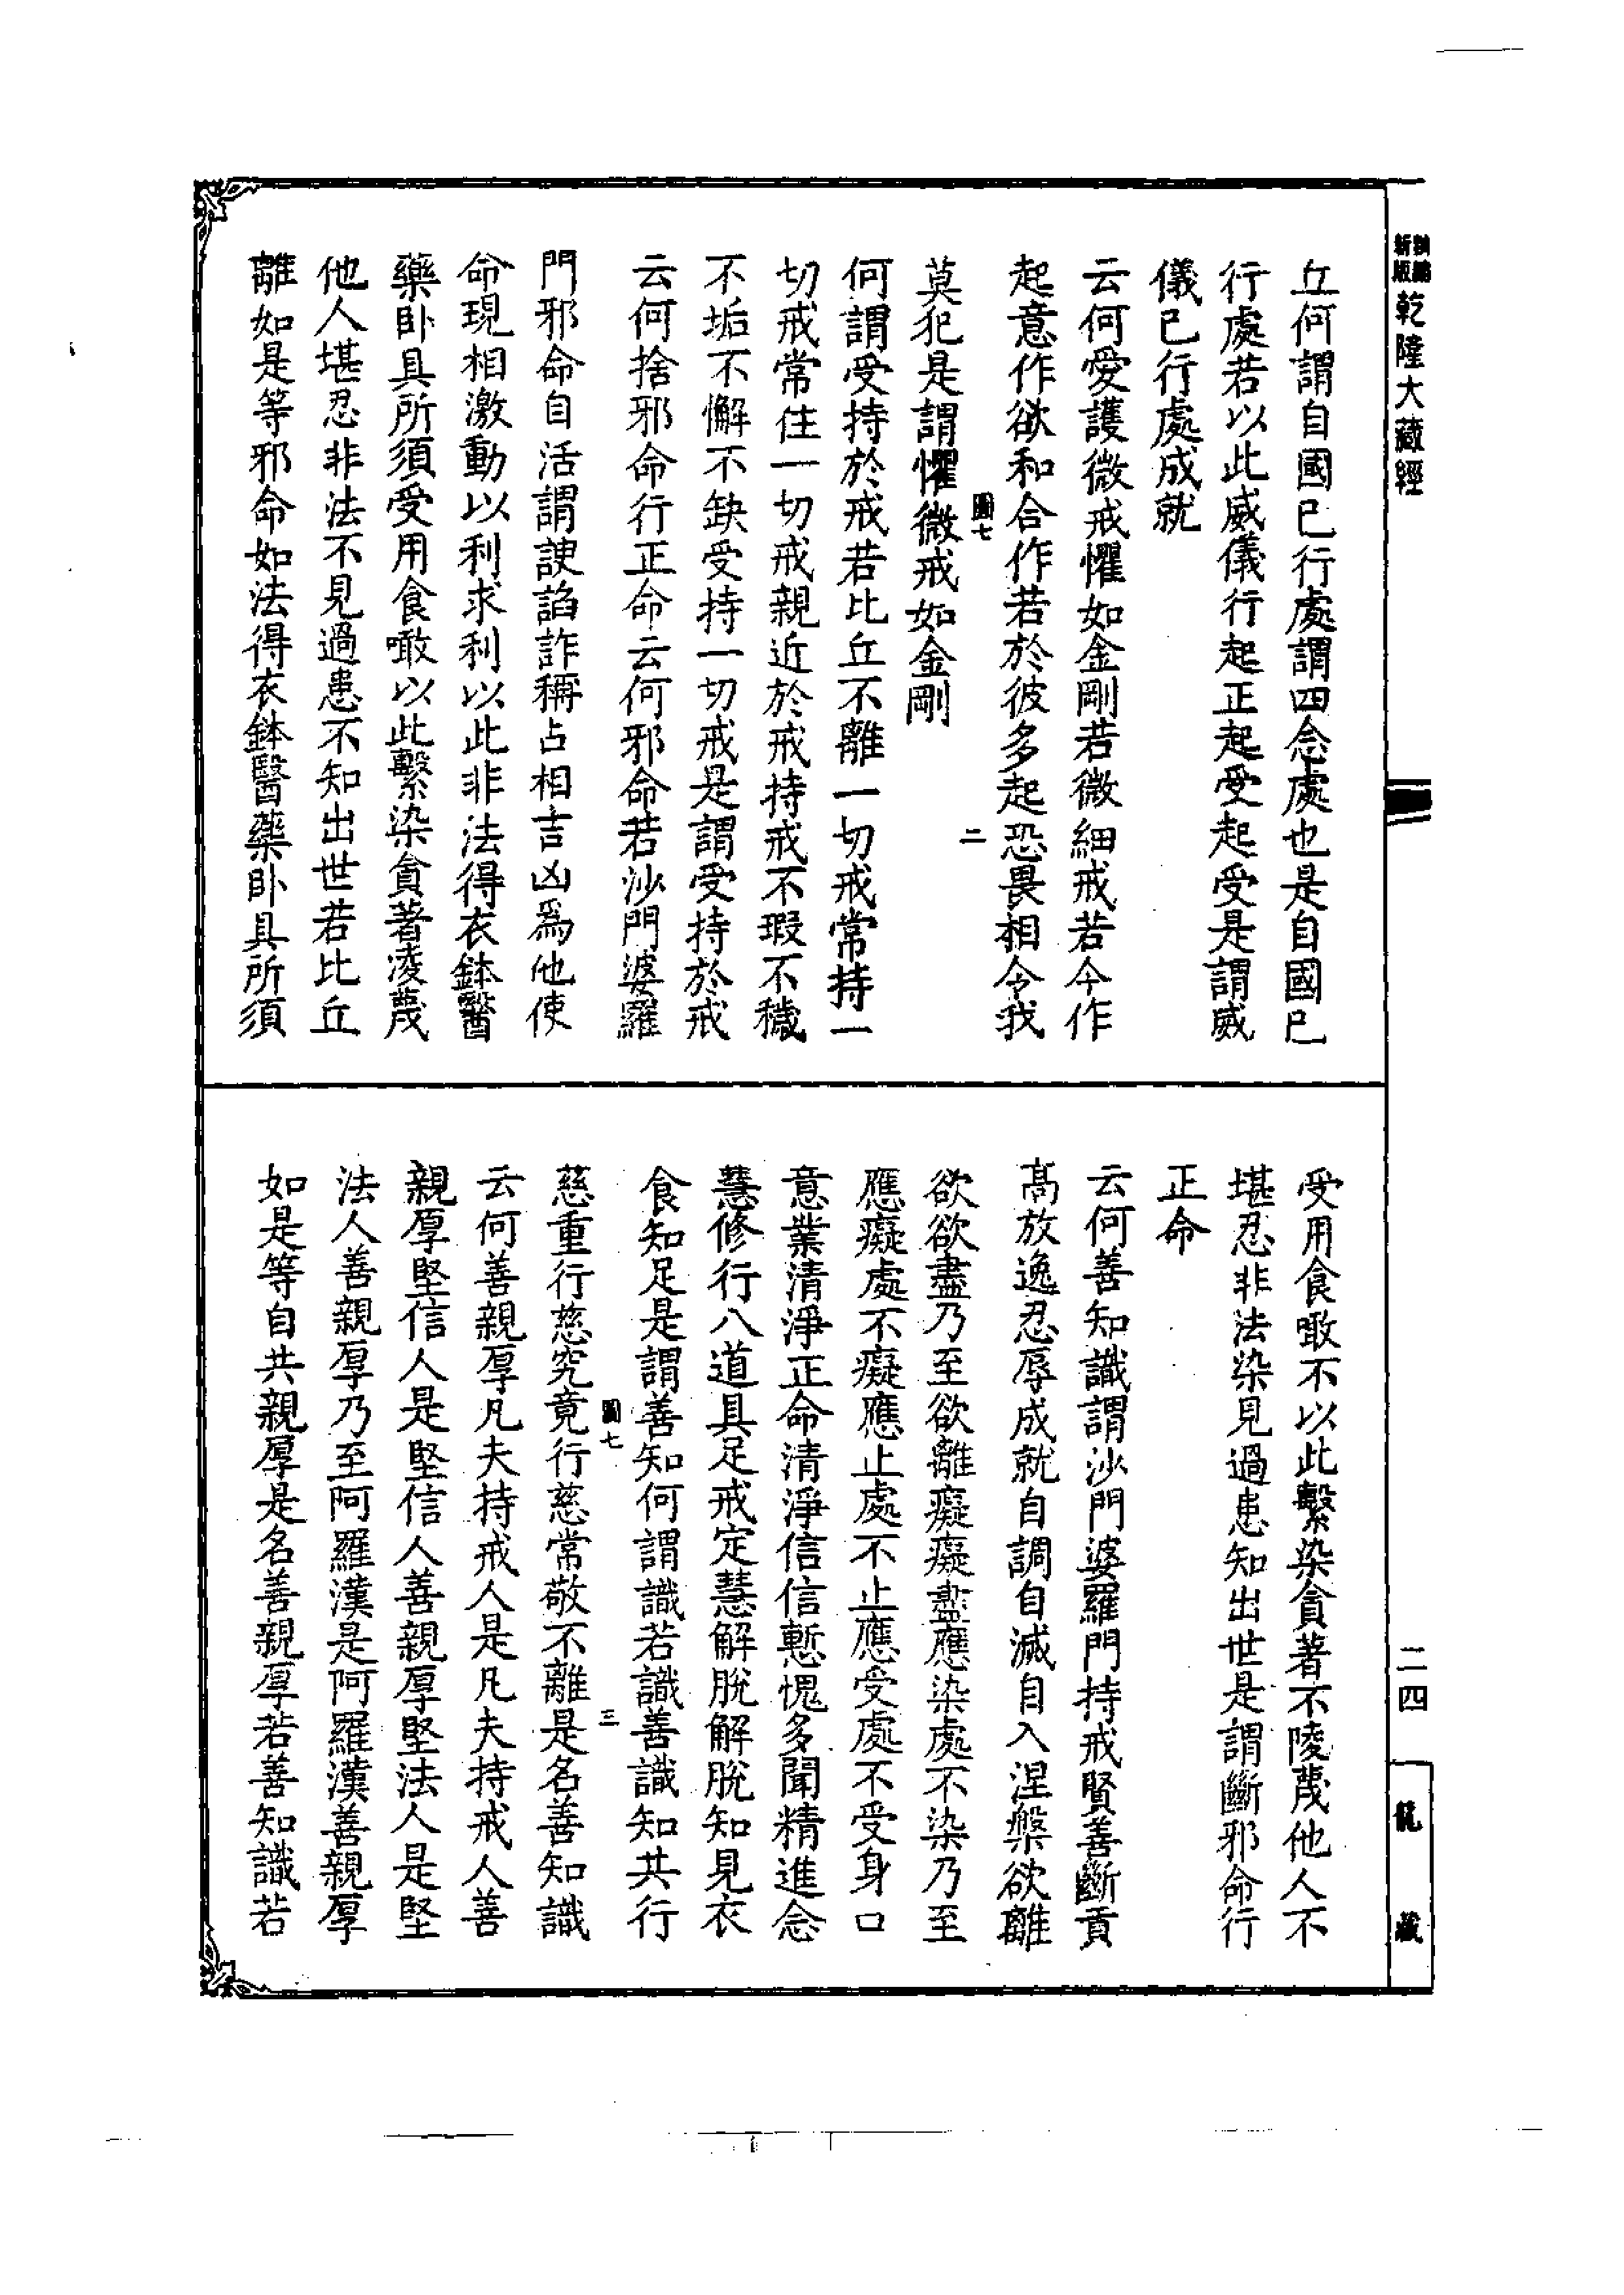 新版
乾隆大藏經
二四
龍藏
丘何謂自國已行處謂四念處也是自國已
行處若以此威儀行起正起受起受是謂威
儀已行處成就
云何愛護微戒懼如金剛若微細戒若今作
起意作欲和合作若於彼多起恐畏相令我
圖七
二
莫犯是謂懼微戒如金剛
何謂受持於戒若比丘不離一切戒常持一
切戒常住一切戒親近於戒持戒不瑕不穢
不垢不懈不缺受持一切戒是謂受持於戒
云何捨邪命行正命云何邪命若沙門婆羅
門邪命自活謂諛諂詐稱占相吉凶爲他使
命現相激動以利求利以此非法得衣鉢醫
藥卧具所須受用食噉以此繫染貪著凌蔑
他人堪忍非法不見過患不知出世若比丘
離如是等邪命如法得衣鉢醫藥卧具所須
受用食噉不以此繫染貪著不陵蔑他人不
堪忍非法染見過患知出世是謂斷邪命行
正命
云何善知識謂沙門婆羅門持戒賢善斷貢
髙放逸忍辱成就自調自滅自入涅槃欲離
欲欲盡乃至欲離癡癡盡應染處不染乃至
應癡處不癡應止處不止應受處不受身口
意業清淨正命清淨信信慙愧多聞精進念
慧修行八道具足戒定慧解脫解脫知見衣
食知足是謂善知何謂識若識善識知共行
圖七
三
慈重行慈究竟行慈常敬不離是名善知識
云何善親厚凡夫持戒人是凡夫持戒人善
親厚堅信人是堅信人善親厚堅法人是堅
法人善親厚乃至阿羅漢是阿羅漢善親厚
如是等自共親厚是名善親厚若善知識若